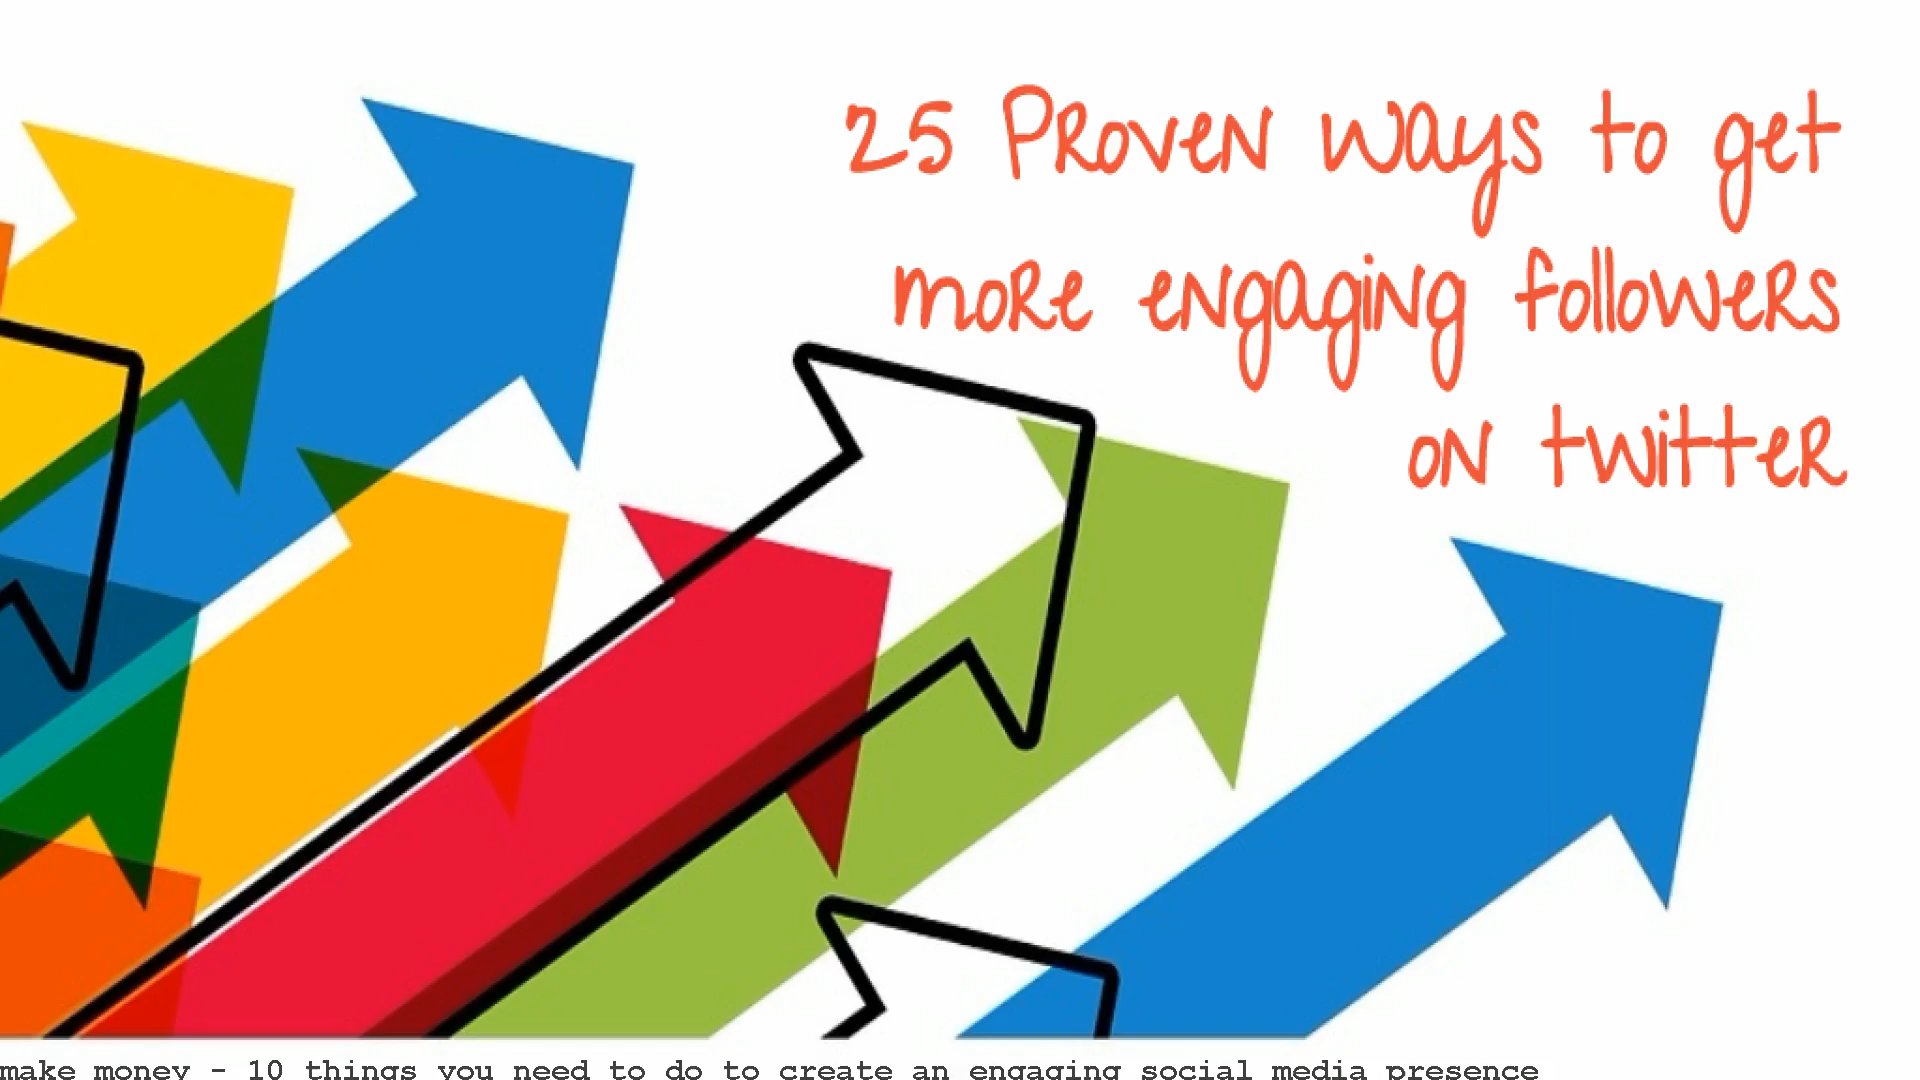 25 Proven ways to get
more engaging followers
on twitter
make money - 10 things you need to do to create an engaging social media presence